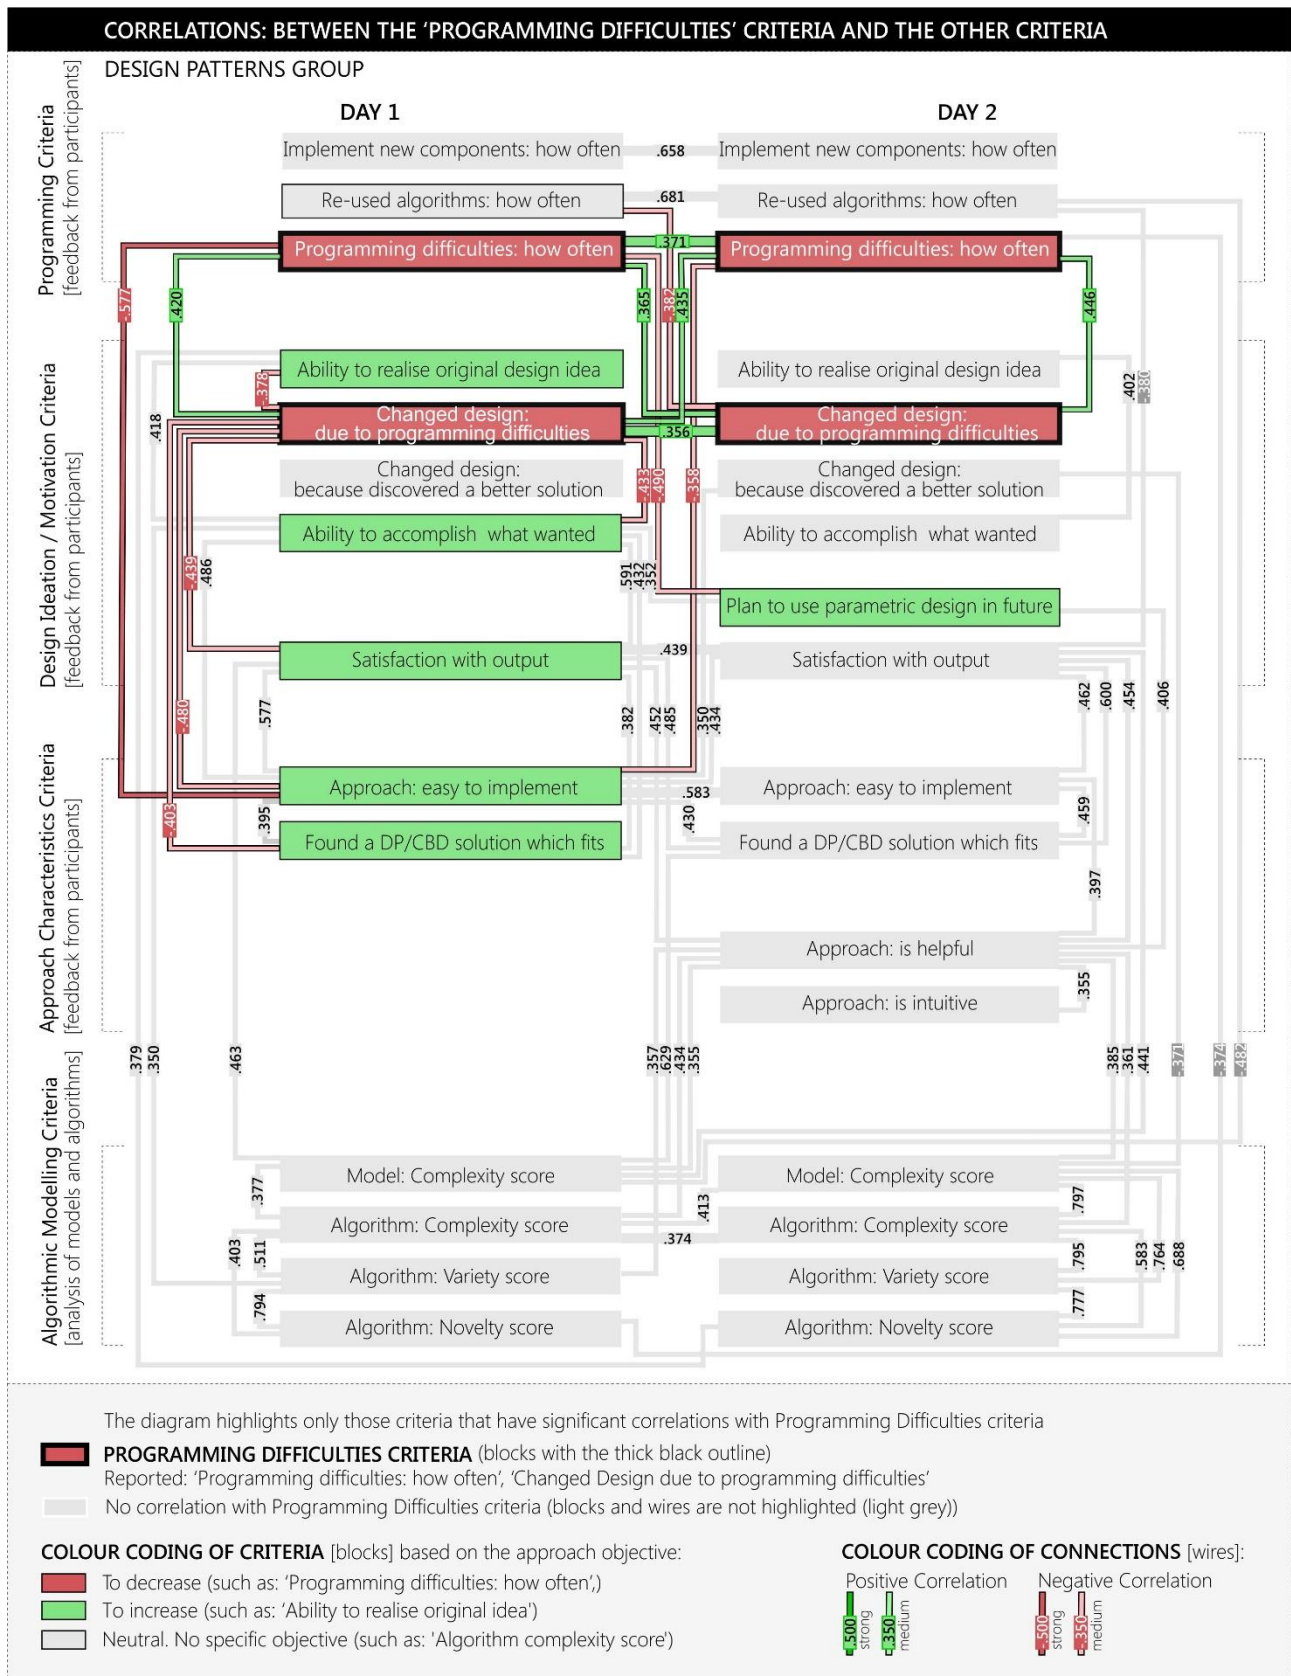 CORRELATIONS: BETWEEN THE ‘PROGRAMMING DIFFICULTIES’ CRITERIA AND THE OTHER CRITERIA
DESIGN PATTERNS GROUP
DAY 1
DAY 2
Programming Criteria
[feedback from participants]
Implement new components: how often
.658
Implement new components: how often
Re-used algorithms: how often
.681
Re-used algorithms: how often
Programming difficulties: how often
.371
Programming difficulties: how often
-.577
.420
.365
-.382
.435
.446
Design Ideation / Motivation Criteria
[feedback from participants]
Ability to realise original design idea
Ability to realise original design idea
-.378
.402
-.380
.418
Changed design:
due to programming difficulties
.356
Changed design:
due to programming difficulties
Changed design:
because discovered a better solution
-.433
-.490
-.358
Changed design:
because discovered a better solution
Ability to accomplish  what wanted
Ability to accomplish  what wanted
-.439
.486
.591
.432
.352
Plan to use parametric design in future
Satisfaction with output
.439
Satisfaction with output
-.480
.577
.382
.452
.485
.350
.434
.462
.600
.454
.406
Approach Characteristics Criteria
[feedback from participants]
Approach: easy to implement
.583
Approach: easy to implement
-.403
.395
.430
.459
Found a DP/CBD solution which fits
Found a DP/CBD solution which fits
.397
Approach: is helpful
.355
Approach: is intuitive
.379
.350
.463
.357
.629
.434
.355
.385
.361
.441
-.371
-.374
-.482
Algorithmic Modelling Criteria
[analysis of models and algorithms]
Model: Complexity score
Model: Complexity score
.377
.413
.797
Algorithm: Complexity score
.374
Algorithm: Complexity score
.403
.511
.795
.583
.764
.688
Algorithm: Variety score
Algorithm: Variety score
.794
.777
Algorithm: Novelty score
Algorithm: Novelty score
The diagram highlights only those criteria that have significant correlations with Programming Difficulties criteria
PROGRAMMING DIFFICULTIES CRITERIA (blocks with the thick black outline)
Reported: ‘Programming difficulties: how often’, ‘Changed Design due to programming difficulties’
No correlation with Programming Difficulties criteria (blocks and wires are not highlighted (light grey))
COLOUR CODING OF CRITERIA [blocks] based on the approach objective:
To decrease (such as: ‘Programming difficulties: how often’,)
To increase (such as: ‘Ability to realise original idea’)
Neutral. No specific objective (such as: 'Algorithm complexity score’)
COLOUR CODING OF CONNECTIONS [wires]:
Positive Correlation
Negative Correlation
.500
strong
.350
medium
-.500
strong
-.350
medium